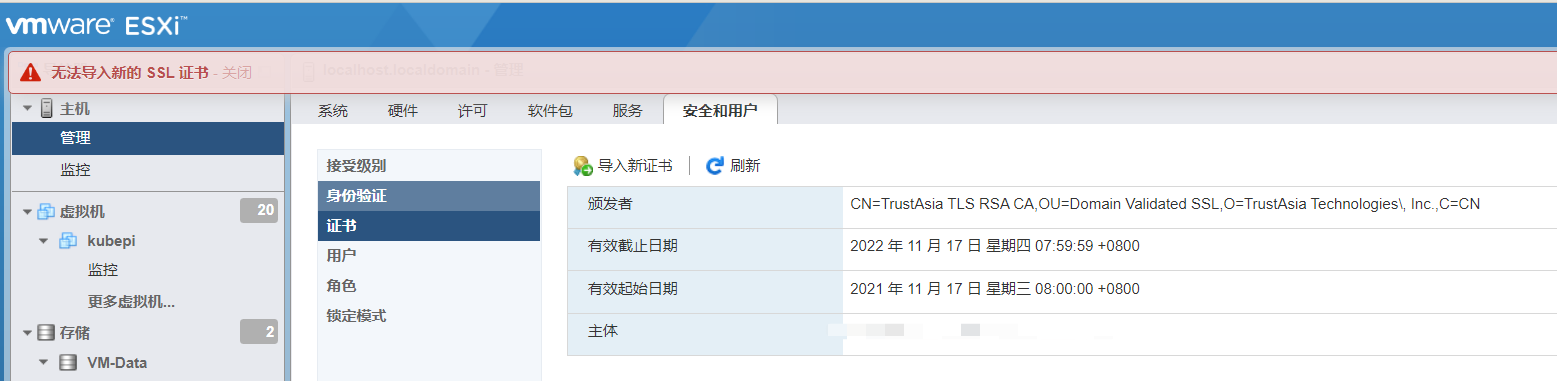 vmware ESXi™
无法导入新的 SSL 证书 - 关闭
localhost.localdomain - 管理
主机
管理
监控
虚拟机 20
kubepi
监控
更多虚拟机...
存储 2
VM-Data
系统 硬件 许可 软件包 服务 安全和用户
接受级别
身份验证
证书
用户
角色
锁定模式
导入新证书 刷新
颁发者 CN=TrustAsia TLS RSA CA,OU=Domain Validated SSL,O=TrustAsia Technologies\, Inc.,C=CN
有效截止日期 2022 年 11 月 17 日 星期四 07:59:59 +0800
有效起始日期 2021 年 11 月 17 日 星期三 08:00:00 +0800
主体